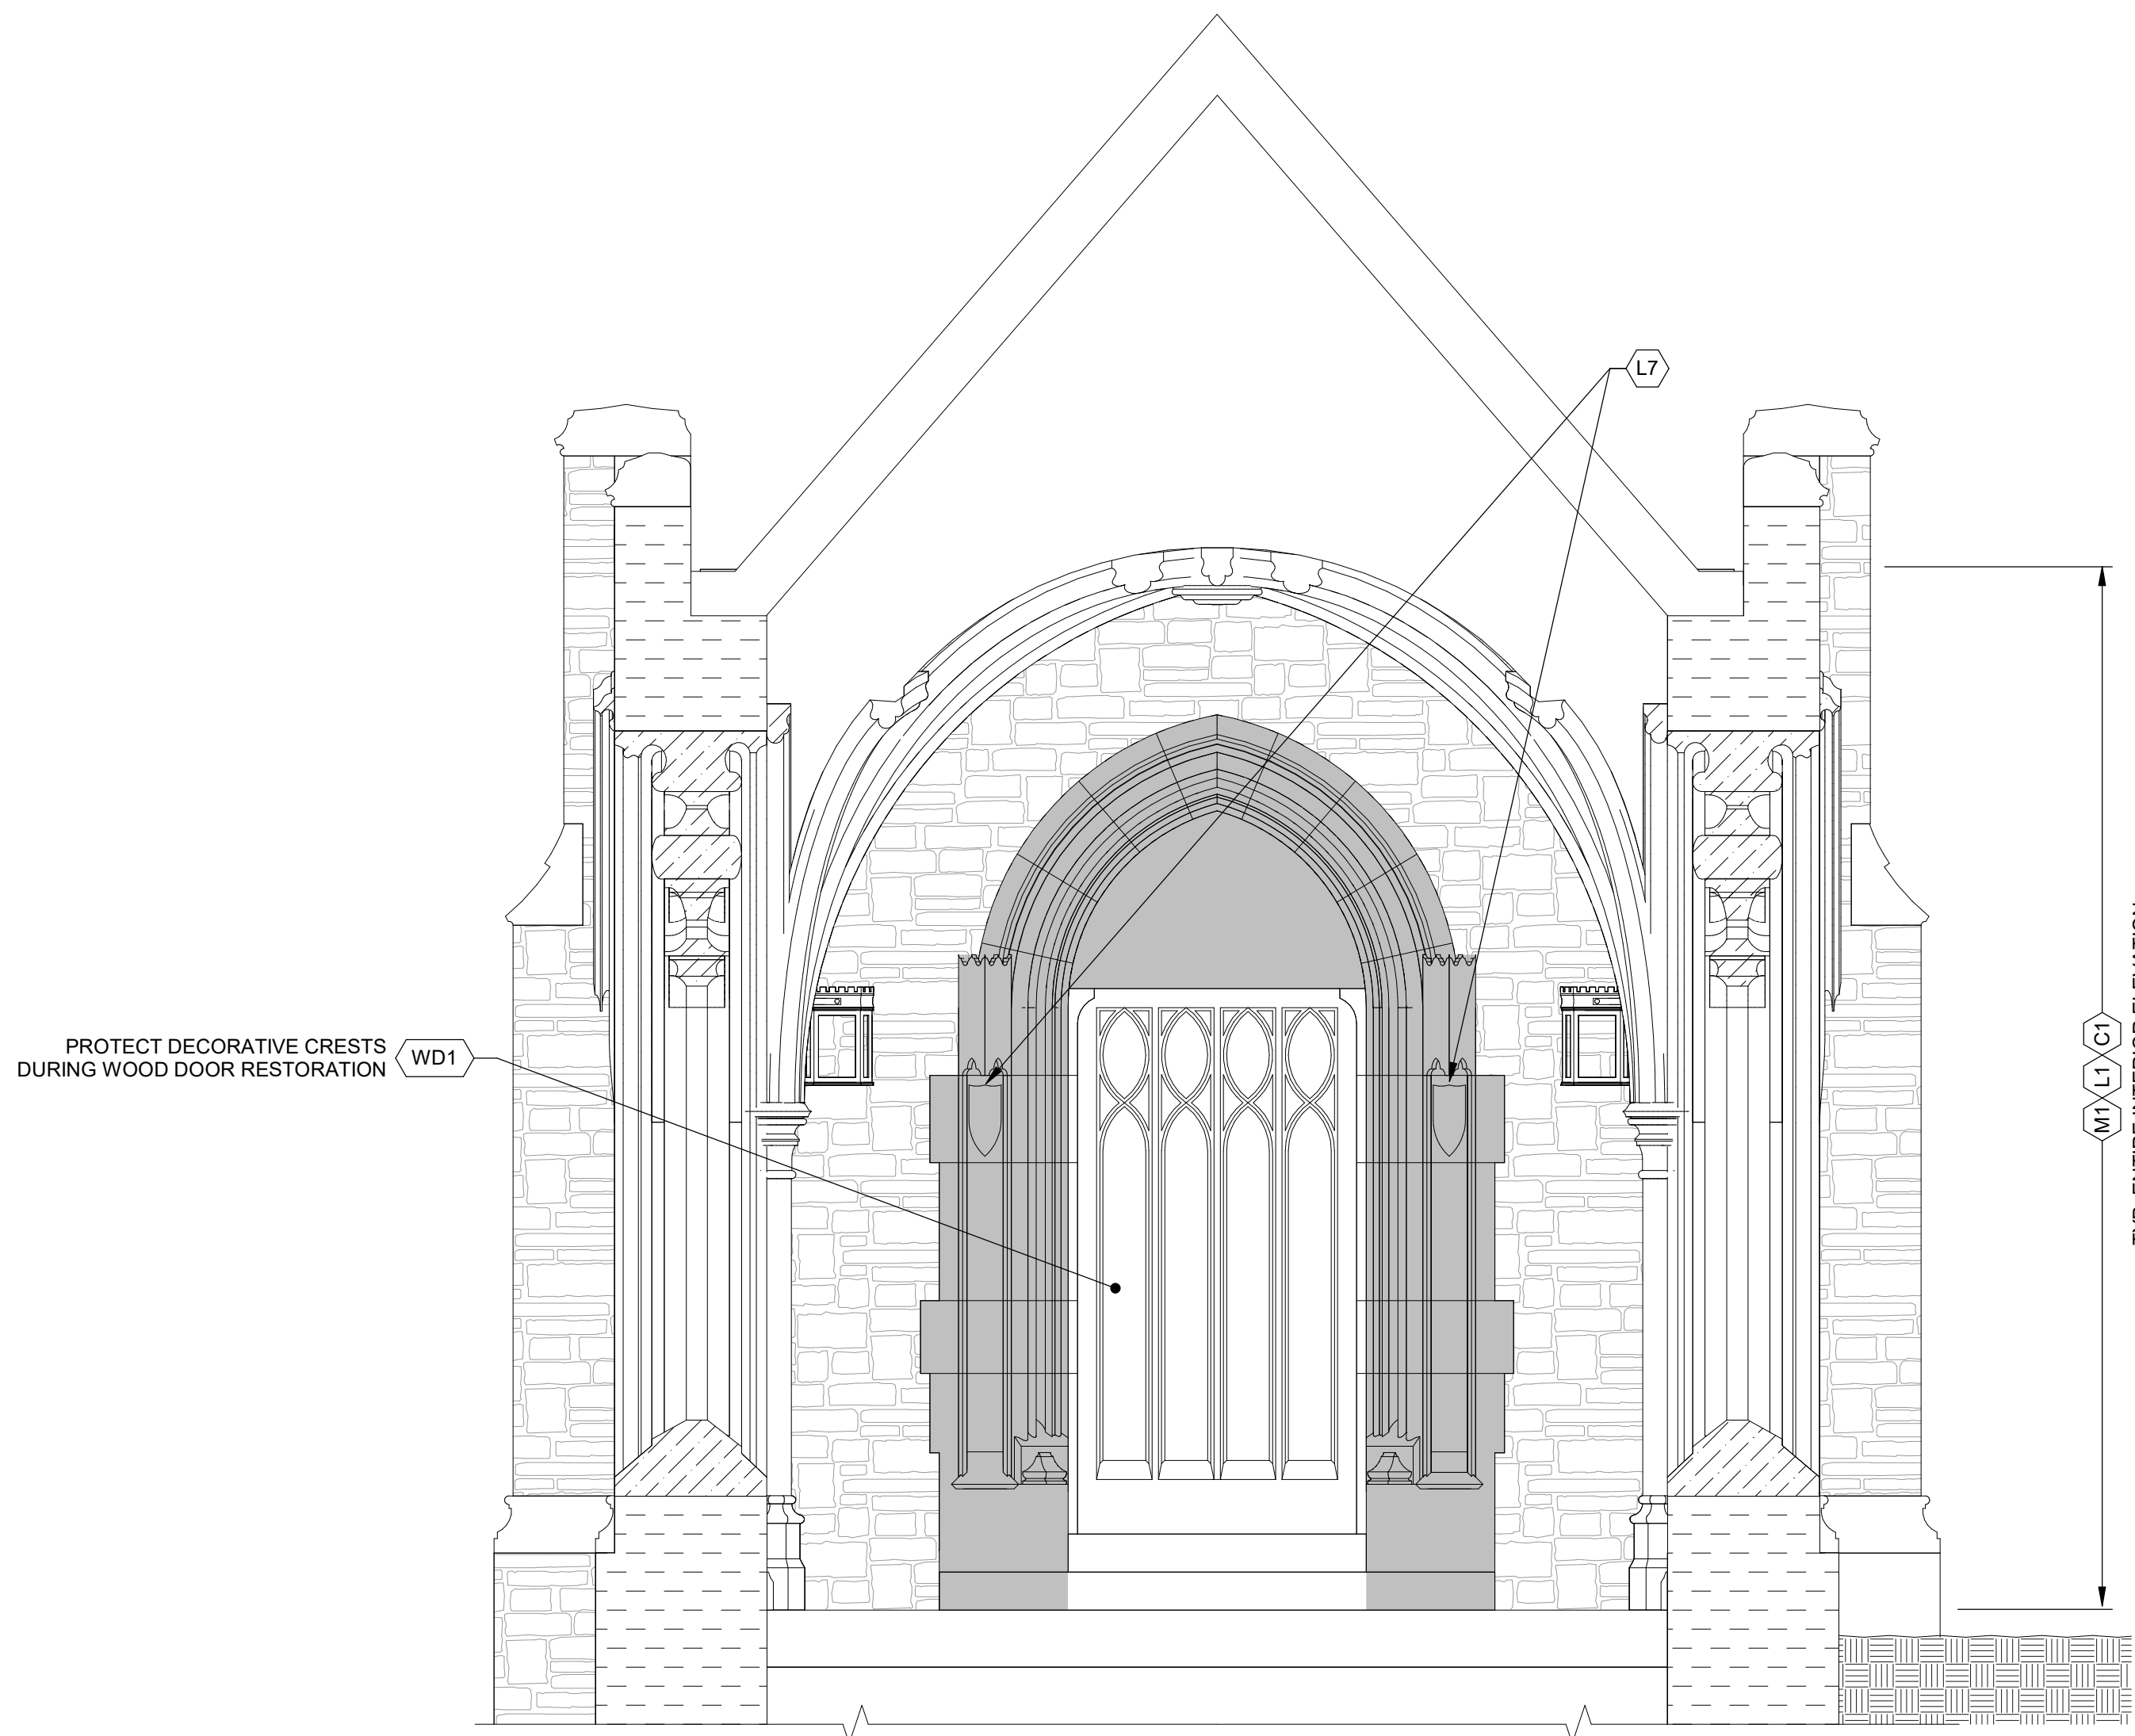 L7
PROTECT DECORATIVE CRESTS
DURING WOOD DOOR RESTORATION
WD1
M1 L1 C1